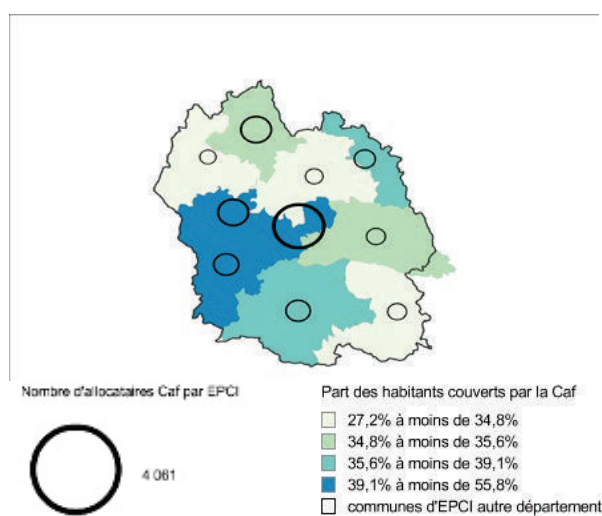 Nombre d'allocataires Caf par EPCI
4 061
Part des habitants couverts par la Caf
27,2% à moins de 34,8%
34,8% à moins de 35,6%
35,6% à moins de 39,1%
39,1% à moins de 55,8%
communes d'EPCI autre département